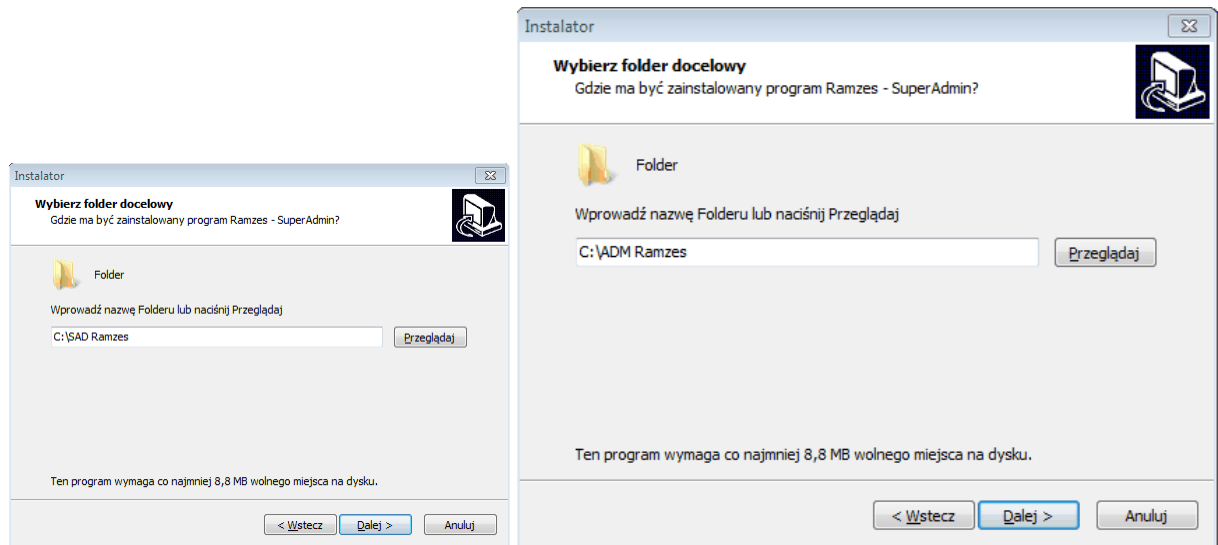 Instalator
Wybierz folder docelowy
Gdzie ma być zainstalowany program Ramzes - SuperAdmin?
Folder
Wprowadź nazwę Folderu lub naciśnij Przeglądaj
C:\SAD Ramzes
Przeglądaj
Ten program wymaga co najmniej 8,8 MB wolnego miejsca na dysku.
< Wstecz
Dalej >
Anuluj
Instalator
Wybierz folder docelowy
Gdzie ma być zainstalowany program Ramzes - SuperAdmin?
Folder
Wprowadź nazwę Folderu lub naciśnij Przeglądaj
C:\ADM Ramzes
Przeglądaj
Ten program wymaga co najmniej 8,8 MB wolnego miejsca na dysku.
< Wstecz
Dalej >
Anuluj